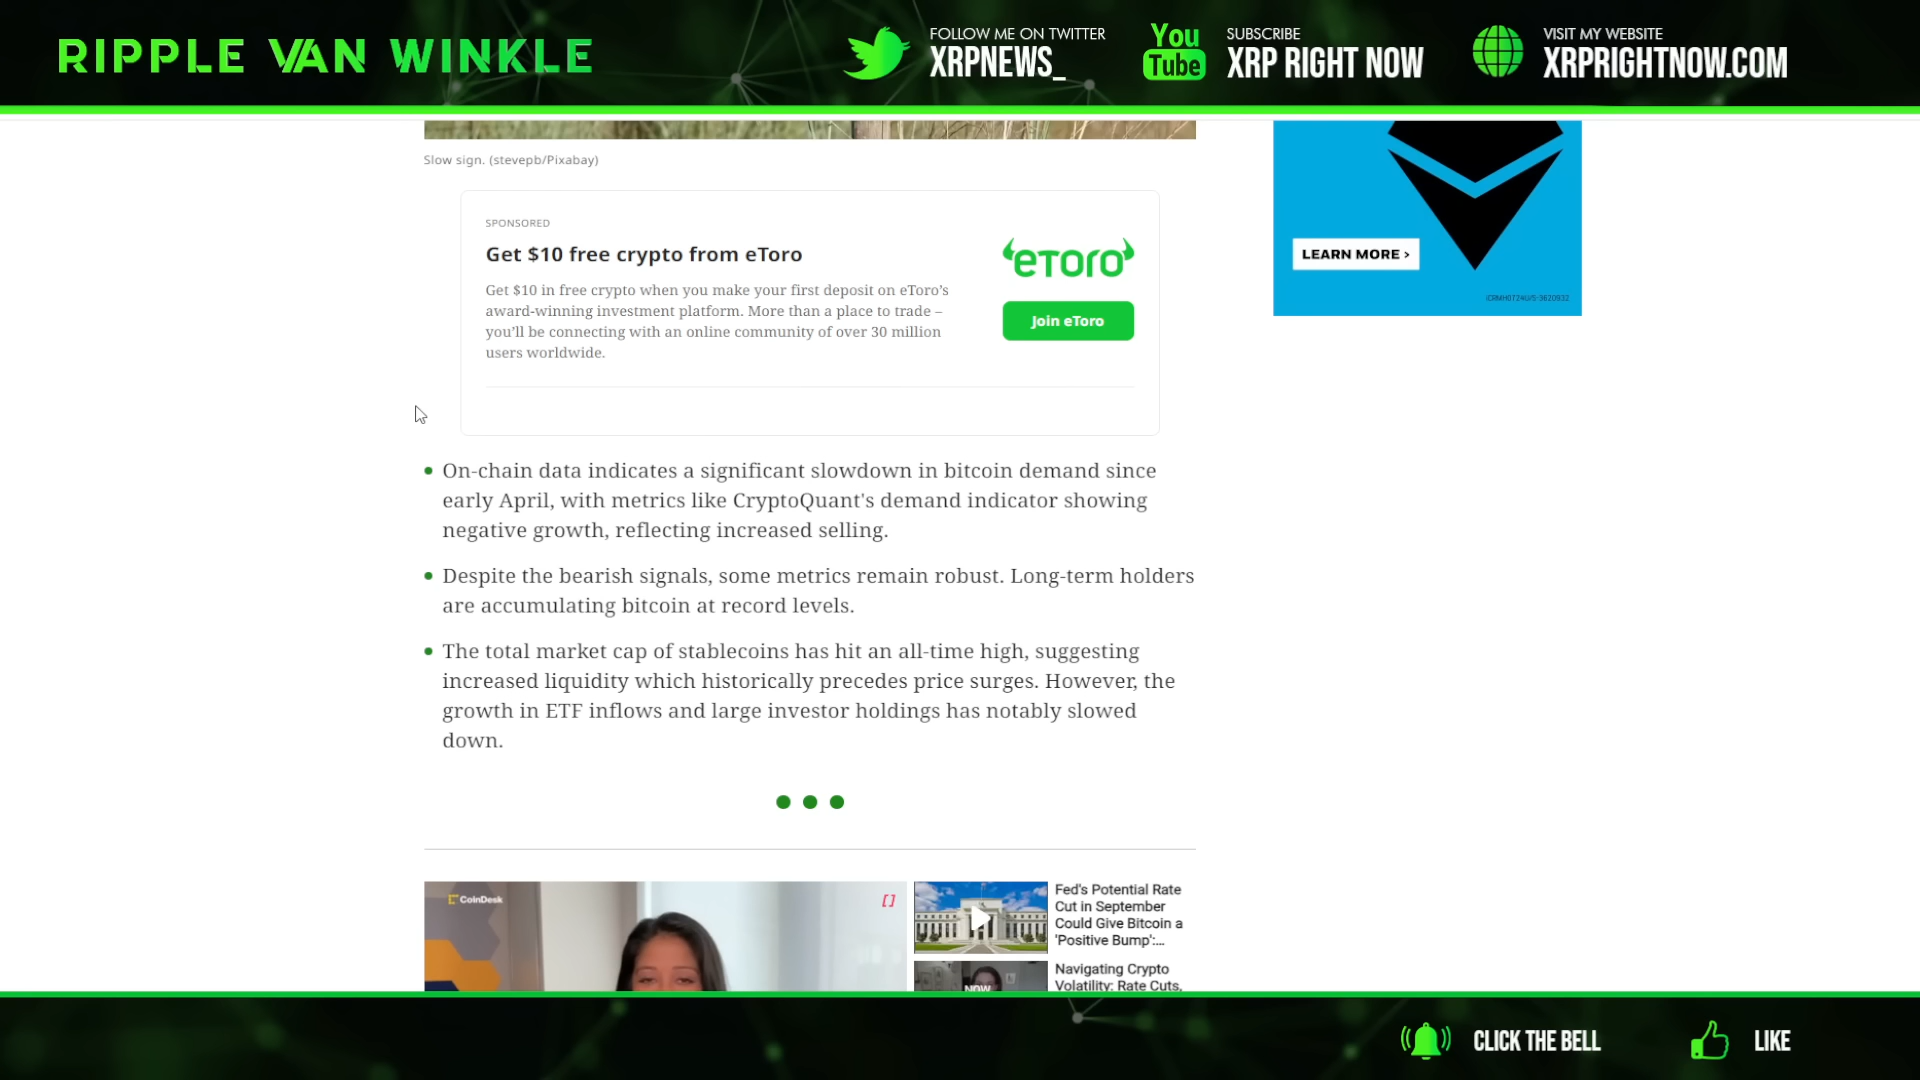 RIPPLE VAN WINKLE
FOLLOW ME ON TWITTER
XRPNEWS_
You
Tube
SUBSCRIBE
XRP RIGHT NOW
VISIT MY WEBSITE
XRPRIGHTNOW.COM
Slow sign. (stevepb/Pixabay)
SPONSORED
Get $10 free crypto from eToro
Get $10 in free crypto when you make your first deposit on eToro’s
award-winning investment platform. More than a place to trade –
you’ll be connecting with an online community of over 30 million
users worldwide.
eToro
Join eToro
LEARN MORE ›
On-chain data indicates a significant slowdown in bitcoin demand since
early April, with metrics like CryptoQuant's demand indicator showing
negative growth, reflecting increased selling.
Despite the bearish signals, some metrics remain robust. Long-term holders
are accumulating bitcoin at record levels.
The total market cap of stablecoins has hit an all-time high, suggesting
increased liquidity which historically precedes price surges. However, the
growth in ETF inflows and large investor holdings has notably slowed
down.
CoinDesk
Fed's Potential Rate
Cut in September
Could Give Bitcoin a
'Positive Bump':...
NOW
Navigating Crypto
Volatility: Rate Cuts,
CLICK THE BELL
LIKE